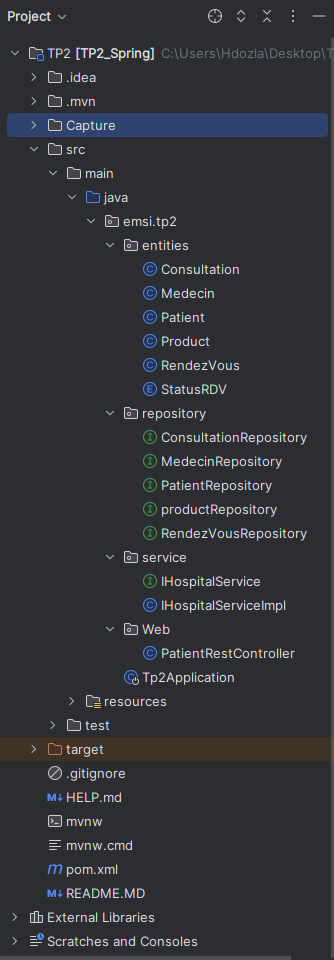 Project
TP2 [TP2_Spring] C:\Users\Hdozla\Desktop\T
.idea
.mvn
Capture
src
main
java
emsi.tp2
entities
Consultation
Medecin
Patient
Product
RendezVous
StatusRDV
repository
ConsultationRepository
MedecinRepository
PatientRepository
productRepository
RendezVousRepository
service
IHospitalService
IHospitalServiceImpl
Web
PatientRestController
Tp2Application
resources
test
target
.gitignore
HELP.md
mvnw
mvnw.cmd
pom.xml
README.MD
External Libraries
Scratches and Consoles